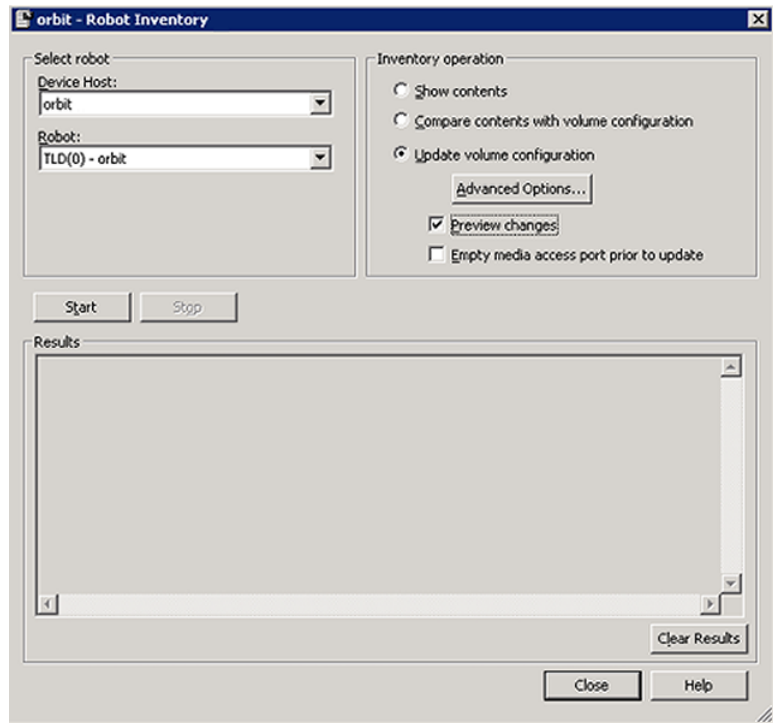 orbit - Robot Inventory
Select robot
Device Host:
orbit
Robot:
TLD(0) - orbit
Inventory operation
Show contents
Compare contents with volume configuration
Update volume configuration
Advanced Options...
Preview changes
Empty media access port prior to update
Start
Stop
Results
Clear Results
Close
Help